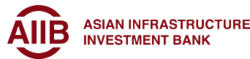 AIIB
ASIAN INFRASTRUCTURE
INVESTMENT BANK